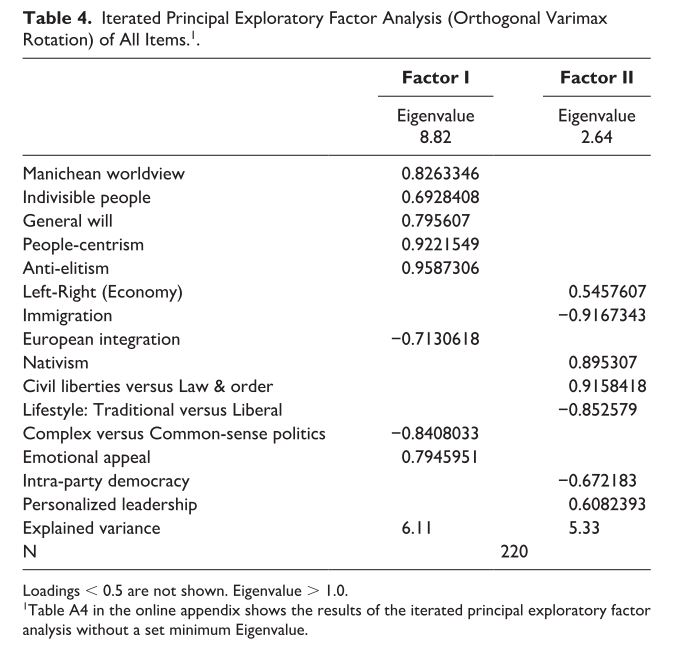 Table 4. Iterated Principal Exploratory Factor Analysis (Orthogonal Varimax
Rotation) of All Items.¹.
Factor I Factor II
Eigenvalue Eigenvalue
8.82 2.64
Manichean worldview 0.8263346
Indivisible people 0.6928408
General will 0.795607
People-centrism 0.9221549
Anti-elitism 0.9587306
Left-Right (Economy) 0.5457607
Immigration −0.9167343
European integration −0.7130618
Nativism 0.895307
Civil liberties versus Law & order 0.9158418
Lifestyle: Traditional versus Liberal −0.852579
Complex versus Common-sense politics −0.8408033
Emotional appeal 0.7945951
Intra-party democracy −0.672183
Personalized leadership 0.6082393
Explained variance 6.11 5.33
N 220
Loadings < 0.5 are not shown. Eigenvalue > 1.0.
¹Table A4 in the online appendix shows the results of the iterated principal exploratory factor
analysis without a set minimum Eigenvalue.